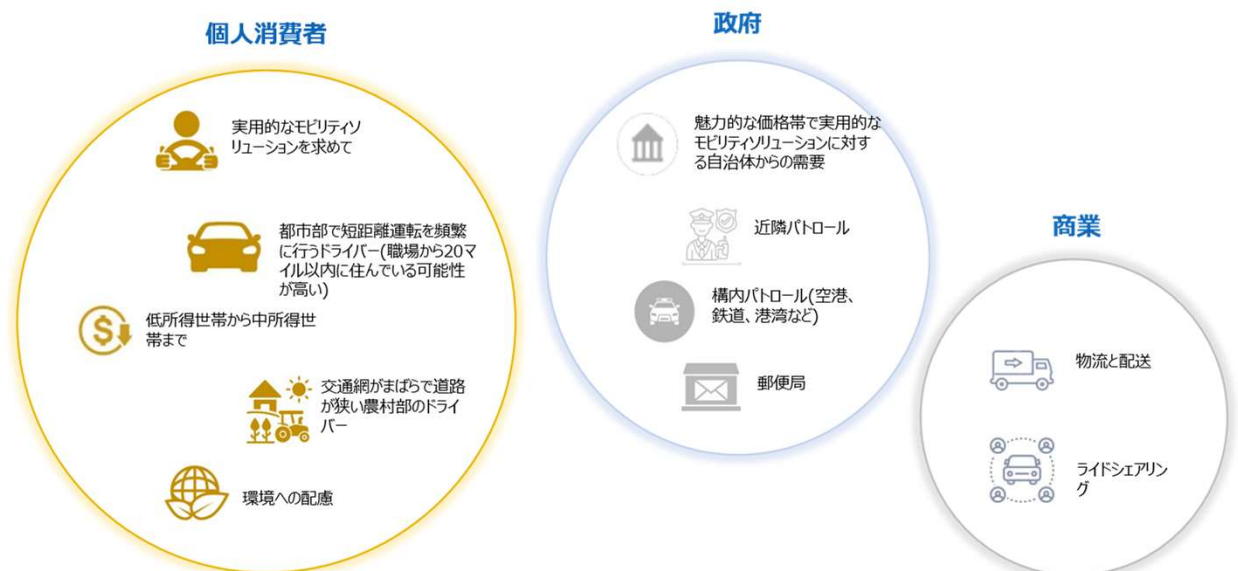 個人消費者
実用的なモビリティソ
リューションを求めて
都市部で短距離運転を頻繁
に行うドライバー(職場から20マ
イル以内に住んでいる可能性
が高い)
低所得世帯から中所得世
帯まで
交通網がまばらで道路
が狭い農村部のドライ
バー
環境への配慮
政府
魅力的な価格帯で実用的な
モビリティソリューションに対す
る自治体からの需要
近隣パトロール
構内パトロール(空港、
鉄道、港湾など)
郵便局
商業
物流と配送
ライドシェアリン
グ